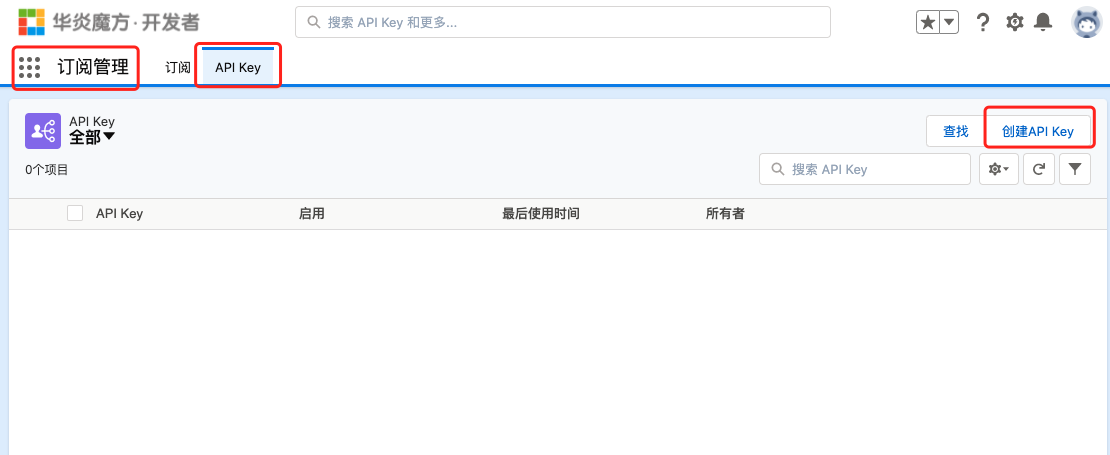 华炎魔方·开发者
搜索 API Key 和更多...
订阅管理
订阅
API Key
API Key
全部
查找
创建API Key
0个项目
搜索 API Key
API Key 启用 最后使用时间 所有者